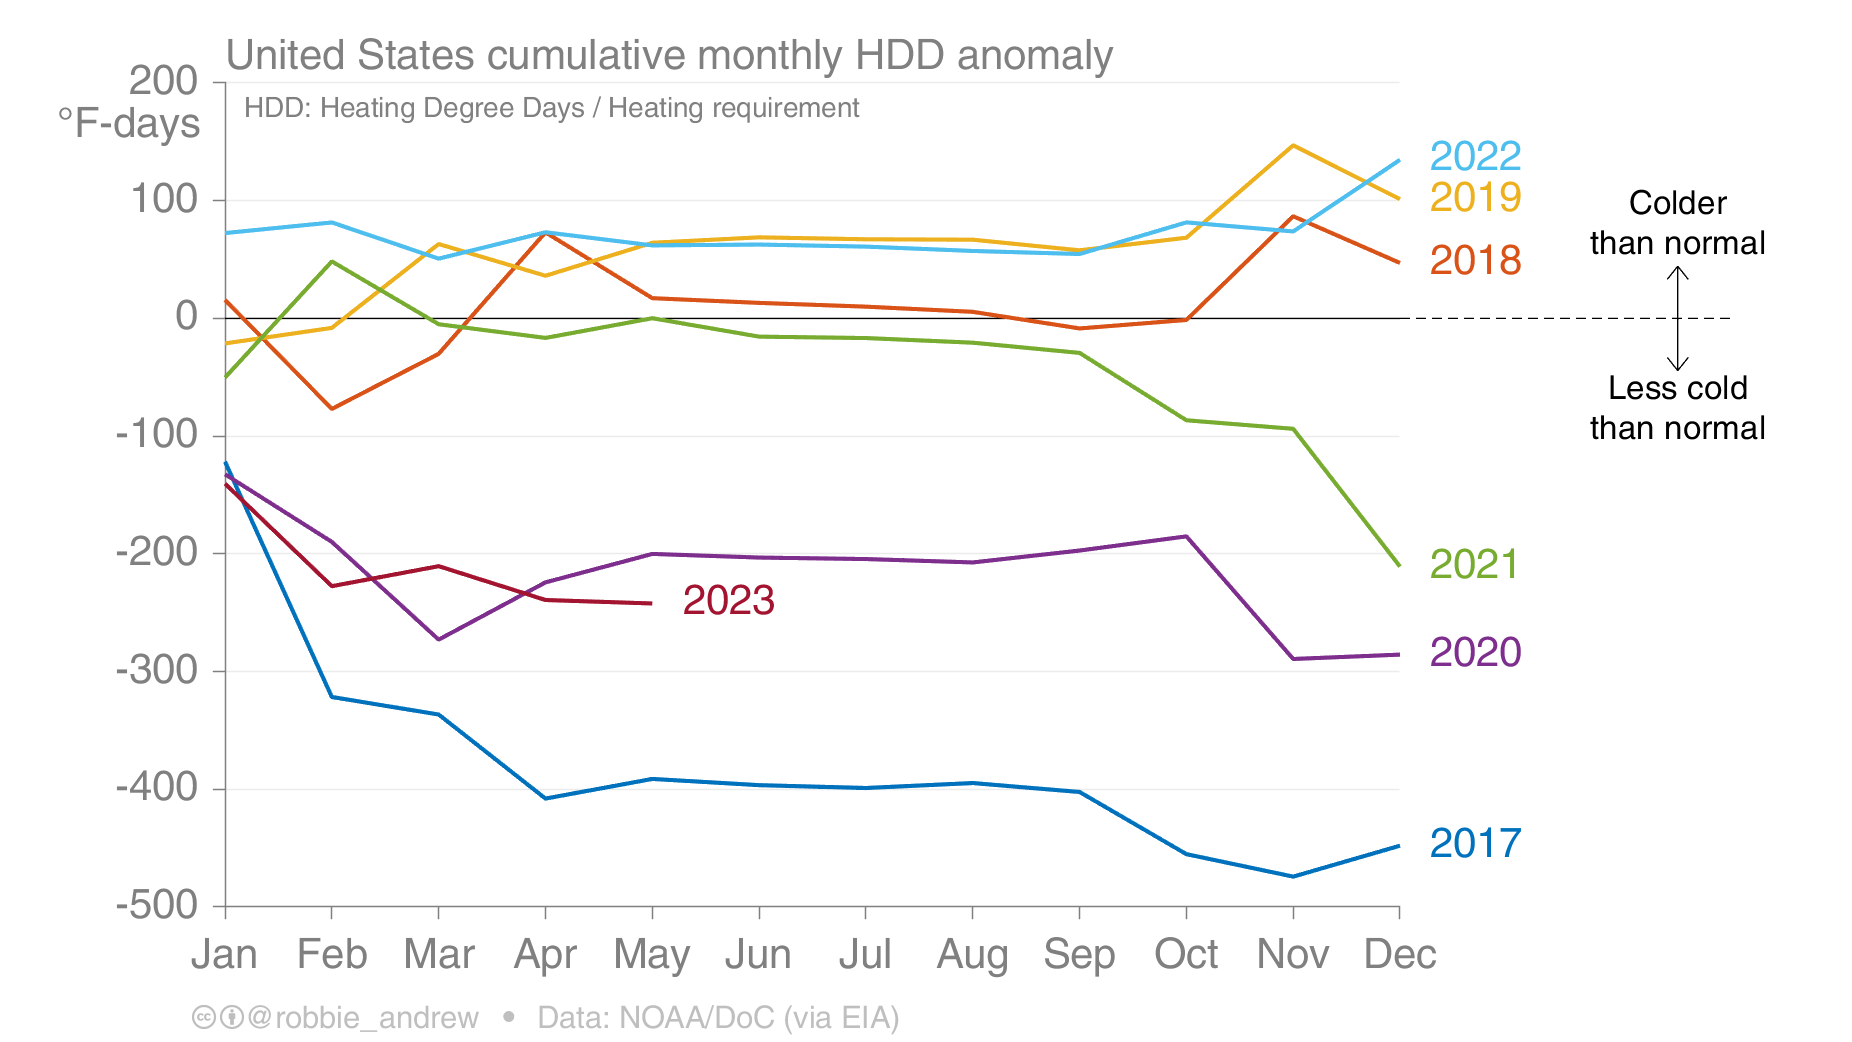 United States cumulative monthly HDD anomaly
200
°F-days
HDD: Heating Degree Days / Heating requirement
100
0
-100
-200
-300
-400
-500
2022
2019
2018
2021
2023
2020
2017
Colder
than normal
Less cold
than normal
Jan Feb Mar Apr May Jun Jul Aug Sep Oct Nov Dec
cc @robbie_andrew • Data: NOAA/DoC (via EIA)